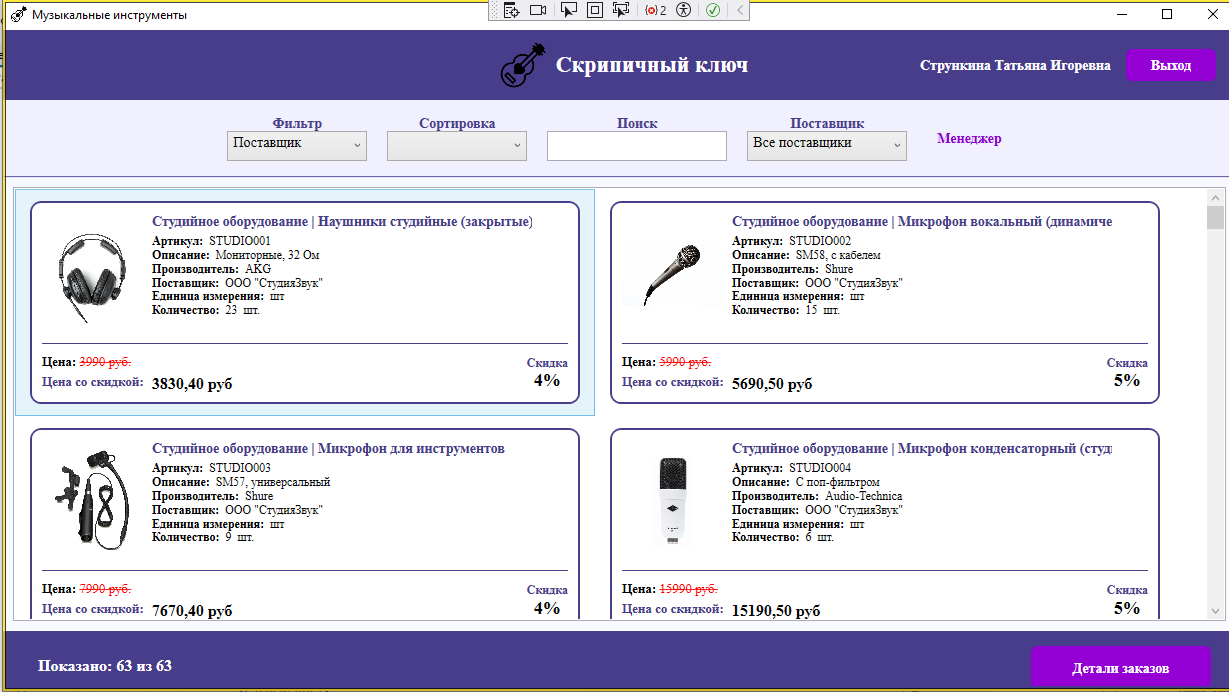 Музыкальные инструменты
2
Скрипичный ключ
Стрункина Татьяна Игоревна
Выход
Фильтр
Сортировка
Поиск
Поставщик
Поставщик
Все поставщики
Менеджер
Студийное оборудование | Наушники студийные (закрытые)
Артикул: STUDIO001
Описание: Мониторные, 32 Ом
Производитель: AKG
Поставщик: ООО "СтудияЗвук"
Единица измерения: шт
Количество: 23 шт.
Цена: 3990 руб.
Скидка
Цена со скидкой: 3830,40 руб
4%
Студийное оборудование | Микрофон вокальный (динамиче
Артикул: STUDIO002
Описание: SM58, с кабелем
Производитель: Shure
Поставщик: ООО "СтудияЗвук"
Единица измерения: шт
Количество: 15 шт.
Цена: 5990 руб.
Скидка
Цена со скидкой: 5690,50 руб
5%
Студийное оборудование | Микрофон для инструментов
Артикул: STUDIO003
Описание: SM57, универсальный
Производитель: Shure
Поставщик: ООО "СтудияЗвук"
Единица измерения: шт
Количество: 9 шт.
Цена: 7990 руб.
Скидка
Цена со скидкой: 7670,40 руб
4%
Студийное оборудование | Микрофон конденсаторный (студ
Артикул: STUDIO004
Описание: С поп-фильтром
Производитель: Audio-Technica
Поставщик: ООО "СтудияЗвук"
Единица измерения: шт
Количество: 6 шт.
Цена: 15990 руб.
Скидка
Цена со скидкой: 15190,50 руб
5%
Показано: 63 из 63
Детали заказов